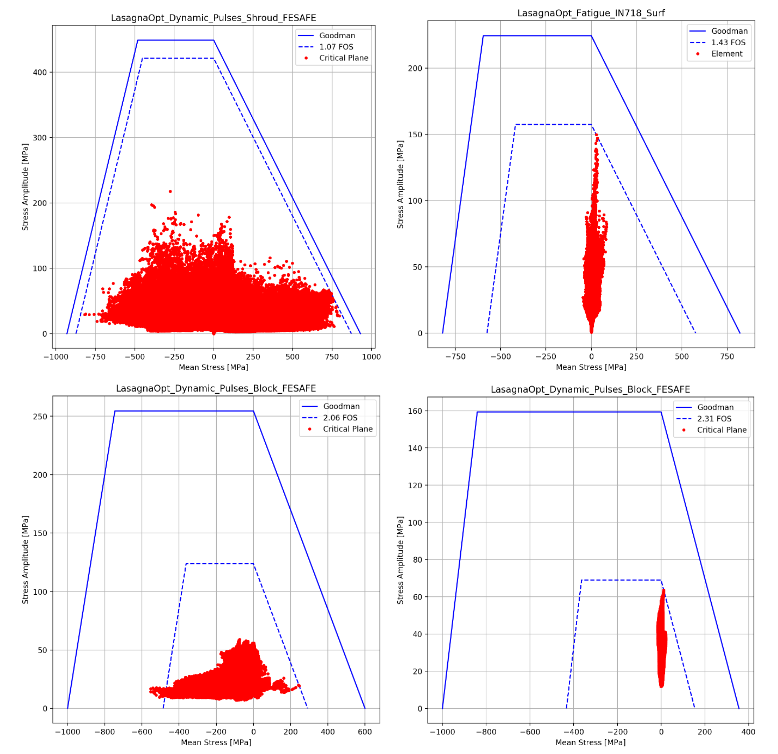 LasagnaOpt_Dynamic_Pulses_Shroud_FESAFE
Goodman
1.07 FOS
Critical Plane
Stress Amplitude [MPa]
400
300
200
100
0
−1000 −750 −500 −250 0 250 500 750 1000
Mean Stress [MPa]
LasagnaOpt_Fatigue_IN718_Surf
Goodman
1.43 FOS
Element
Stress Amplitude [MPa]
200
150
100
50
0
−750 −500 −250 0 250 500 750
Mean Stress [MPa]
LasagnaOpt_Dynamic_Pulses_Block_FESAFE
Goodman
2.06 FOS
Critical Plane
Stress Amplitude [MPa]
250
200
150
100
50
0
−1000 −800 −600 −400 −200 0 200 400 600
Mean Stress [MPa]
LasagnaOpt_Dynamic_Pulses_Block_FESAFE
Goodman
2.31 FOS
Critical Plane
Stress Amplitude [MPa]
160
140
120
100
80
60
40
20
0
−1000 −800 −600 −400 −200 0 200 400
Mean Stress [MPa]